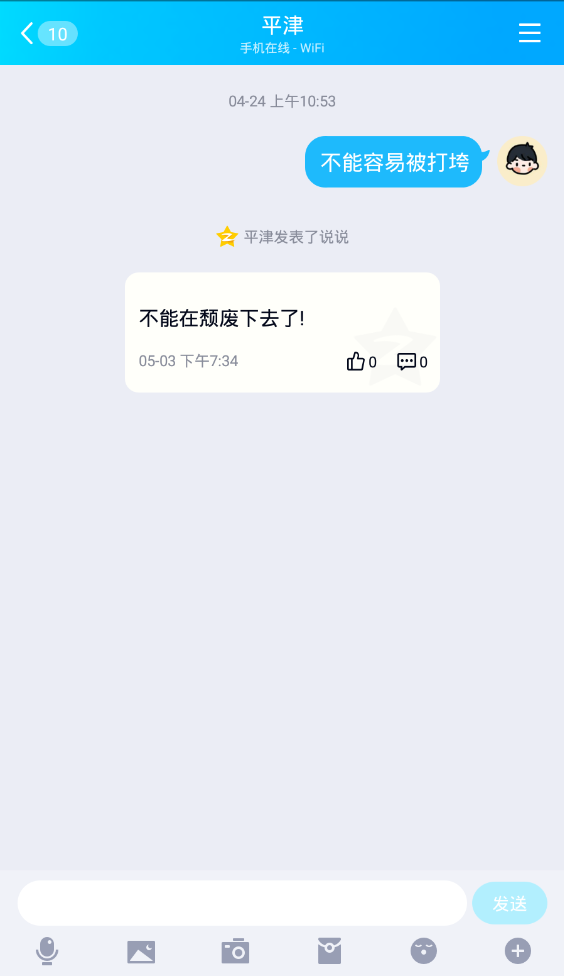 10
平津
手机在线 - WiFi
04-24 上午10:53
不能容易被打垮
平津发表了说说
不能在颓废下去了!
05-03 下午7:34
0
0
发送